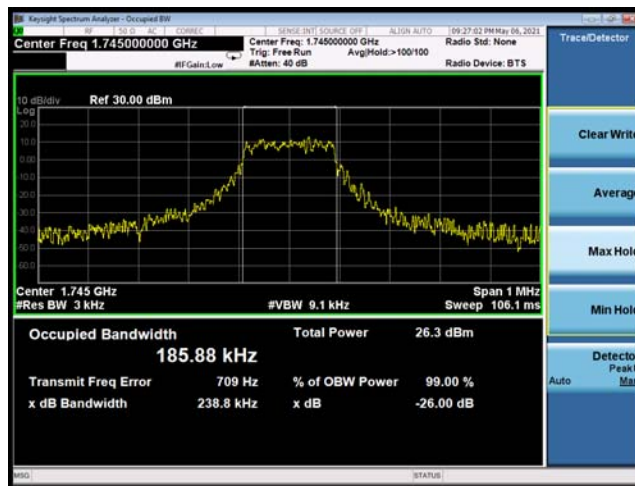 Keysight Spectrum Analyzer - Occupied BW
RF 50 Ω AC CORREC SENSE:INT SOURCE OFF ALIGN AUTO 09:27:02 PM May 06, 2021
Center Freq 1.745000000 GHz
Center Freq: 1.745000000 GHz
Radio Std: None
Trig: Free Run
Avg|Hold:>100/100
#IFGain:Low
#Atten: 40 dB
Radio Device: BTS
Trace/Detector
10 dB/div
Ref 30.00 dBm
Log
20.0
10.0
0.00
10.0
20.0
30.0
40.0
50.0
60.0
Clear Write
Average
Max Hold
Min Hold
Center 1.745 GHz
Span 1 MHz
#Res BW 3 kHz
#VBW 9.1 kHz
Sweep 106.1 ms
Occupied Bandwidth
185.88 kHz
Total Power
26.3 dBm
Transmit Freq Error
709 Hz
% of OBW Power
99.00 %
x dB Bandwidth
238.8 kHz
x dB
-26.00 dB
Detecto
Peak
Auto
Ma
MSG
STATUS